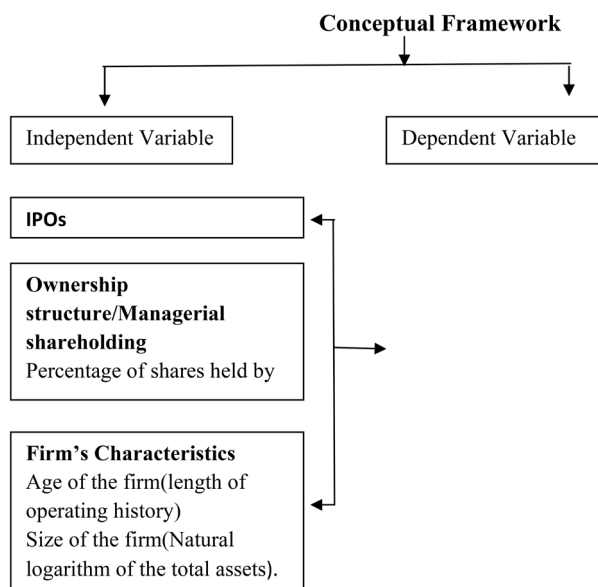 Conceptual Framework
Independent Variable
Dependent Variable
IPOs
Ownership
structure/Managerial
shareholding
Percentage of shares held by
Firm’s Characteristics
Age of the firm(length of
operating history)
Size of the firm(Natural
logarithm of the total assets).